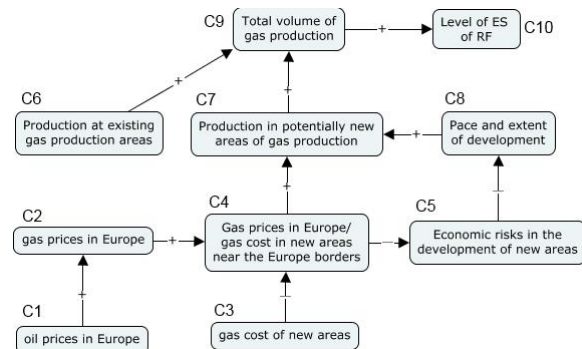 C9
Total volume of
gas production
+
Level of ES
of RF
C10
+
+
C6
Production at existing
gas production areas
C7
Production in potentially new
areas of gas production
+
C8
Pace and extent
of development
+
—
C2
gas prices in Europe
+
C4
Gas prices in Europe/
gas cost in new areas
near the Europe borders
—
C5
Economic risks in the
development of new areas
+
—
C1
oil prices in Europe
C3
gas cost of new areas